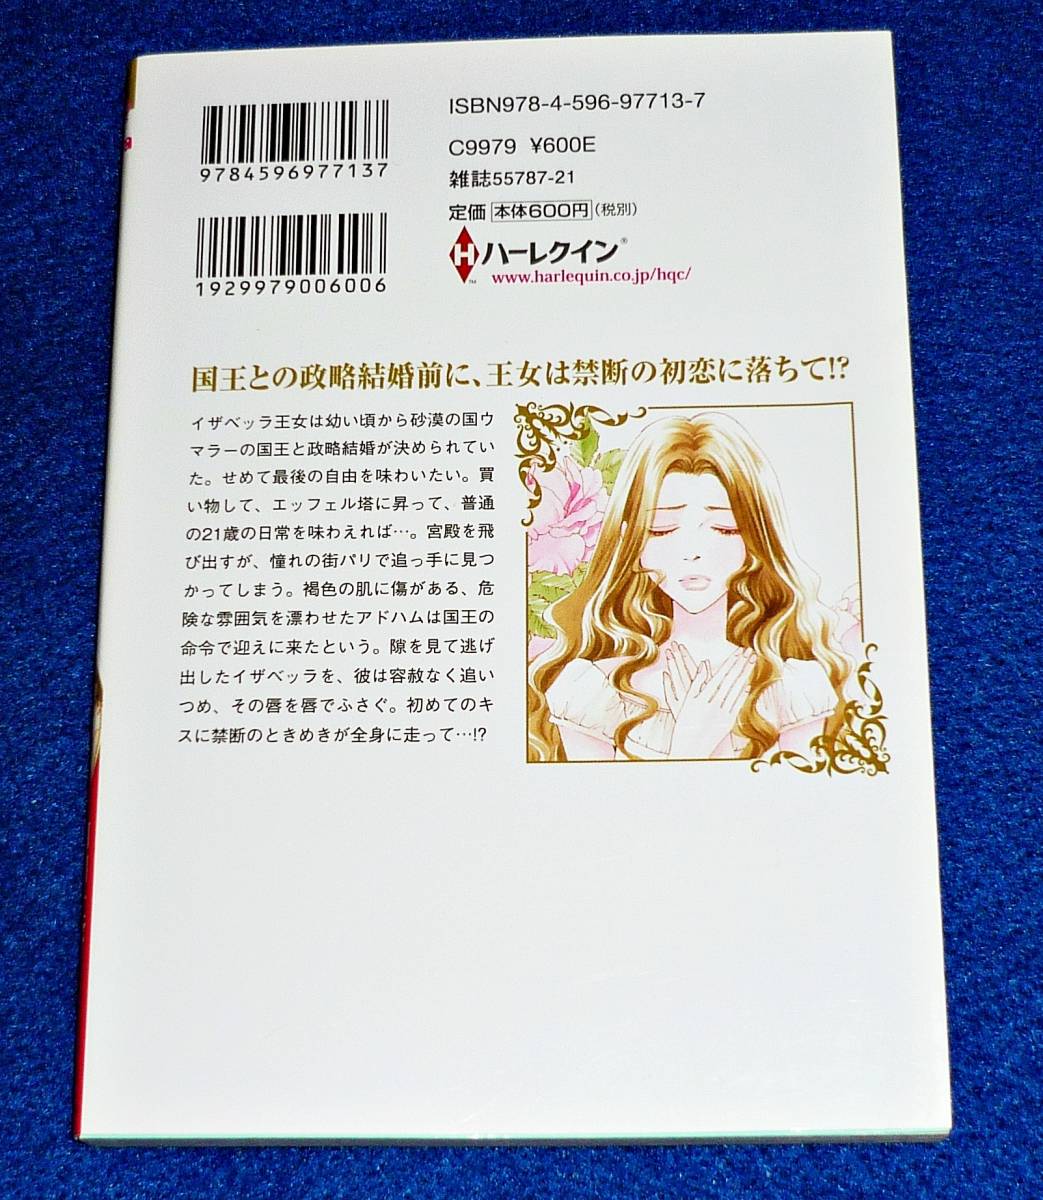 ISBN978-4-596-97713-7
C9979 ¥600E
雑誌55787-21
定価 本体600円(税別)
9784596977137
1929979006006
H ハーレクイン®
™
www.harlequin.co.jp/hqc/
国王との政略結婚前に、王女は禁断の初恋に落ちて!?
イザベッラ王女は幼い頃から砂漠の国ウ
マラーの国王と政略結婚が決められてい
た。せめて最後の自由を味わいたい。買
い物して、エッフェル塔に昇って、普通
の21歳の日常を味わえれば…。宮殿を飛
び出すが、憧れの街パリで追っ手に見つ
かってしまう。褐色の肌に傷がある、危
険な雰囲気を漂わせたアドハムは国王の
命令で迎えに来たという。隙を見て逃げ
出したイザベッラを、彼は容赦なく追い
つめ、その唇を唇でふさぐ。初めてのキ
スに禁断のときめきが全身に走って…!?